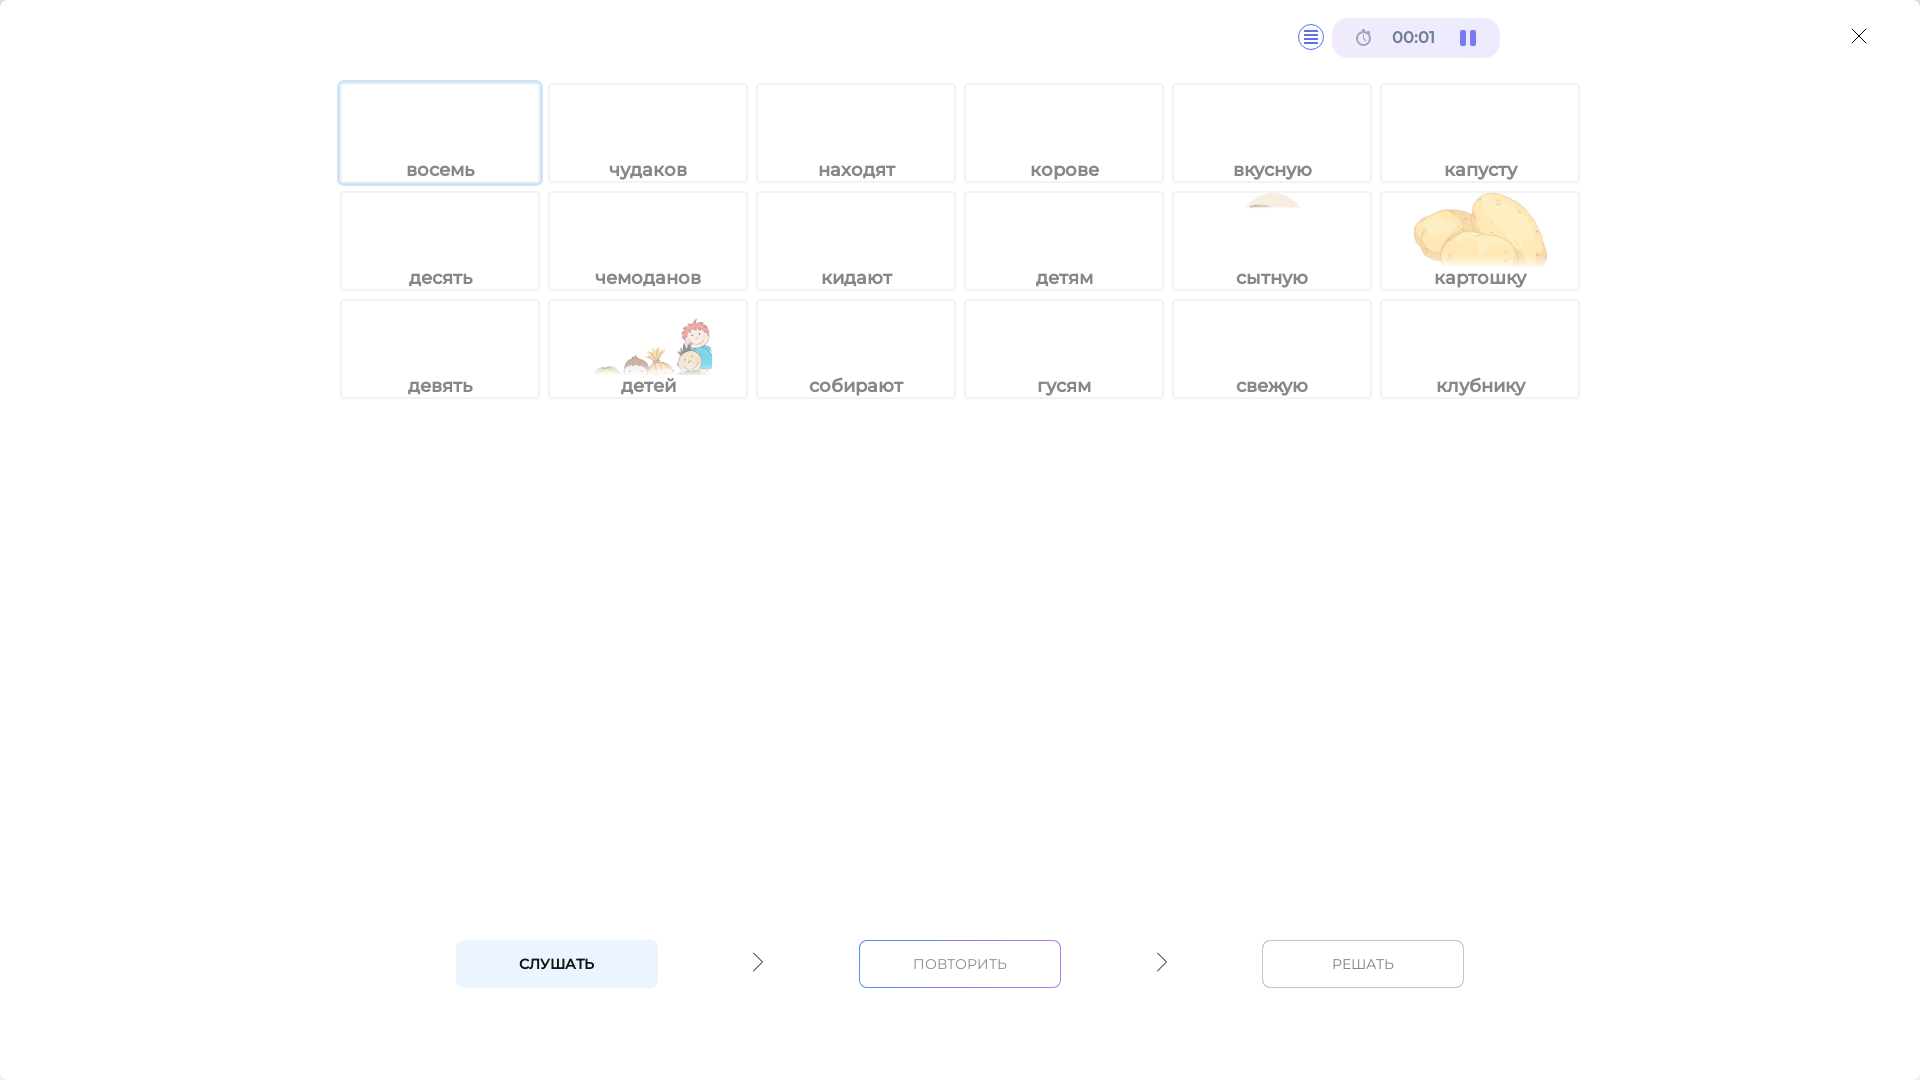 00:01
восемь чудаков находят корове вкусную капусту
десять чемоданов кидают детям сытную картошку
девять детей собирают гусям свежую клубнику
СЛУШАТЬ ПОВТОРИТЬ РЕШАТЬ